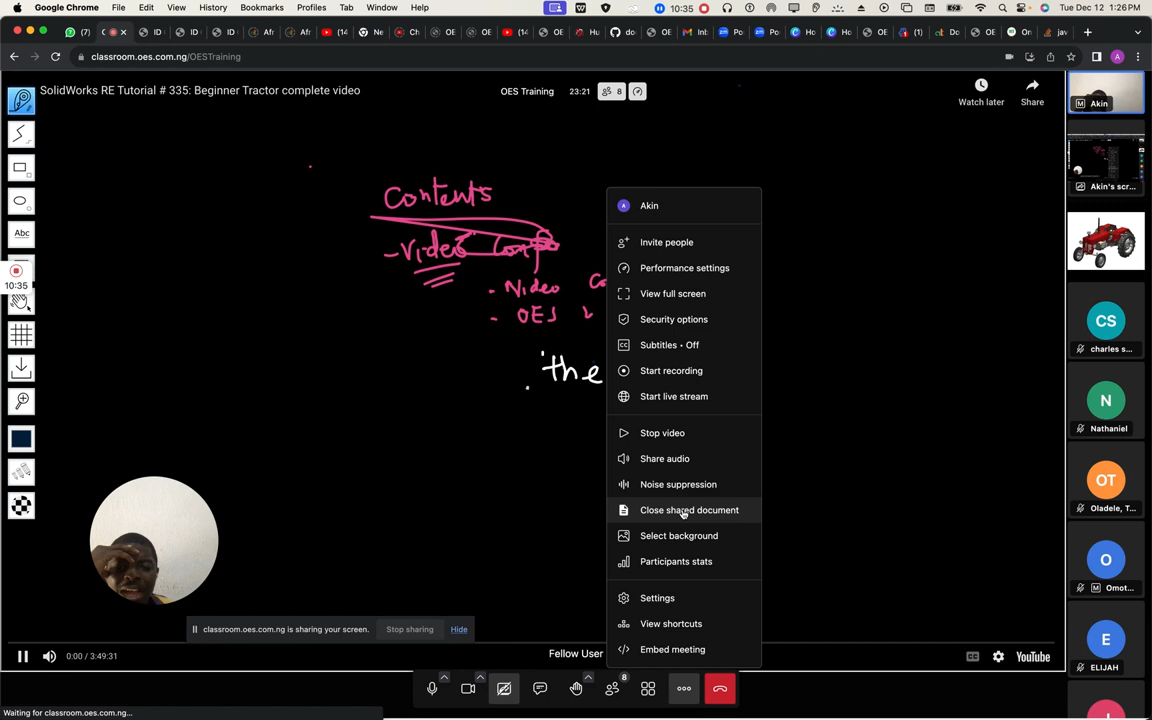 Google Chrome File Edit View History Bookmarks Profiles Tab Window Help
10:35
Tue Dec 12 1:26 PM
classroom.oes.com.ng/OESTraining
SolidWorks RE Tutorial # 335: Beginner Tractor complete video
OES Training 23:21 8
Watch later Share
Akin
Akin's scr...
Contents
- Video
- Video
- OES
. the
Abc
10:35
Akin
Invite people
Performance settings
View full screen
Security options
Subtitles • Off
Start recording
Start live stream
Stop video
Share audio
Noise suppression
Close shared document
Select background
Participants stats
Settings
View shortcuts
Embed meeting
CS
charles s...
N
Nathaniel
OT
Oladele, T...
O
Omot...
E
ELIJAH
classroom.oes.com.ng is sharing your screen. Stop sharing Hide
0:00 / 3:49:31
Fellow User
YouTube
8
Waiting for classroom.oes.com.ng...